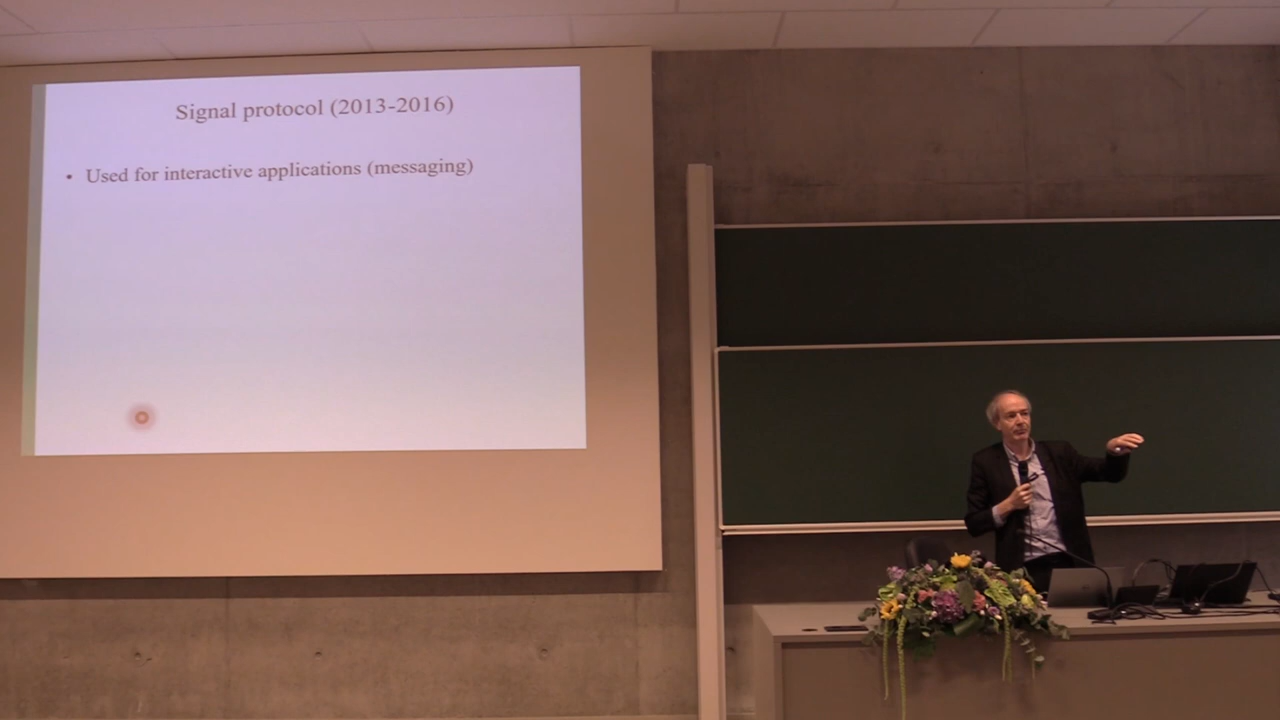 Signal protocol (2013-2016)
• Used for interactive applications (messaging)